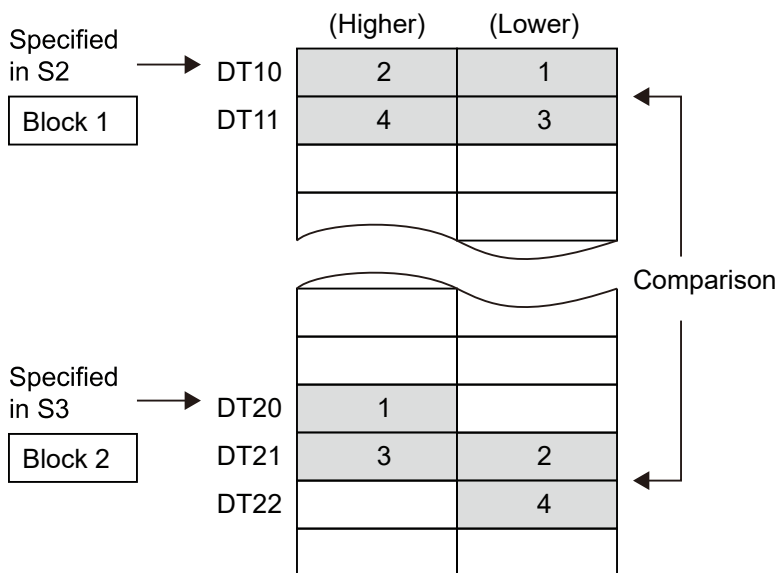 (Higher) (Lower)
Specified
in S2
DT10 2 1
Block 1
DT11 4 3
Comparison
Specified
in S3
DT20 1
Block 2
DT21 3 2
DT22 4